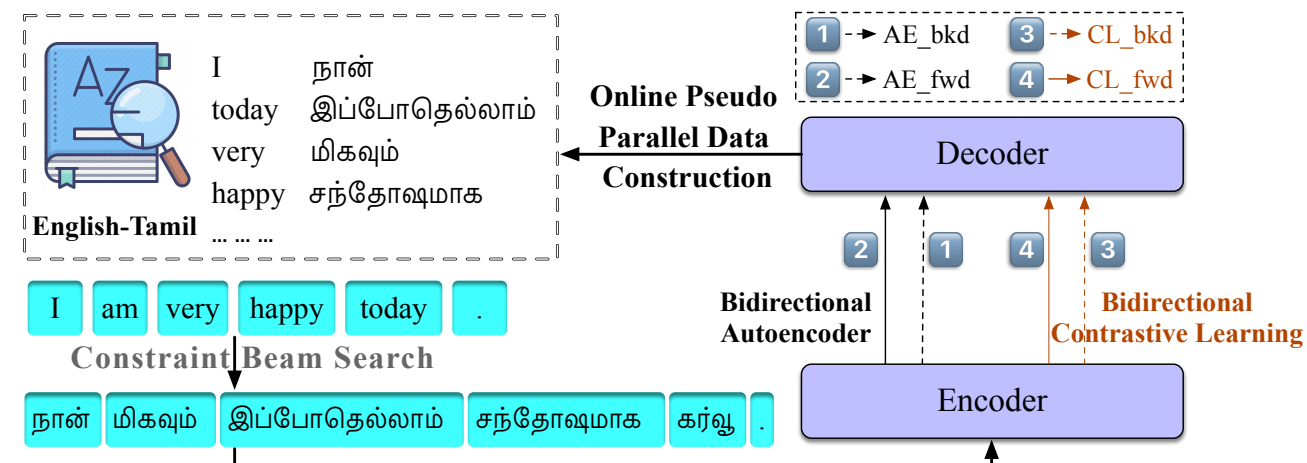 AZ
I நான்
today இப்போதெல்லாம்
very மிகவும்
happy சந்தோஷமாக
English-Tamil ... ... ...
I am very happy today .
Constraint Beam Search
நான் மிகவும் இப்போதெல்லாம் சந்தோஷமாக கர்வூ .
Online Pseudo
Parallel Data
Construction
1 AE_bkd 3 CL_bkd
2 AE_fwd 4 CL_fwd
Decoder
2 1 4 3
Bidirectional
Autoencoder
Bidirectional
Contrastive Learning
Encoder